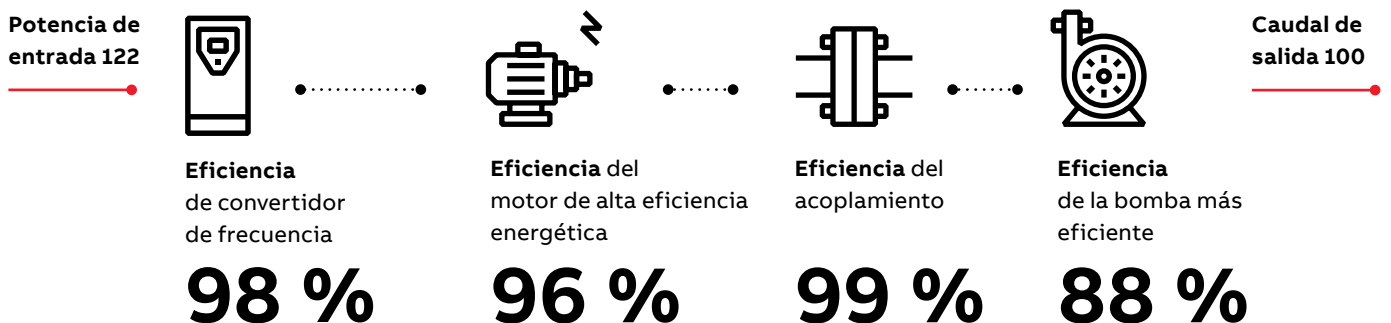 Potencia de
entrada 122
Caudal de
salida 100
Eficiencia
de convertidor
de frecuencia
98 %
Eficiencia del
motor de alta eficiencia
energética
96 %
Eficiencia del
acoplamiento
99 %
Eficiencia
de la bomba más
eficiente
88 %